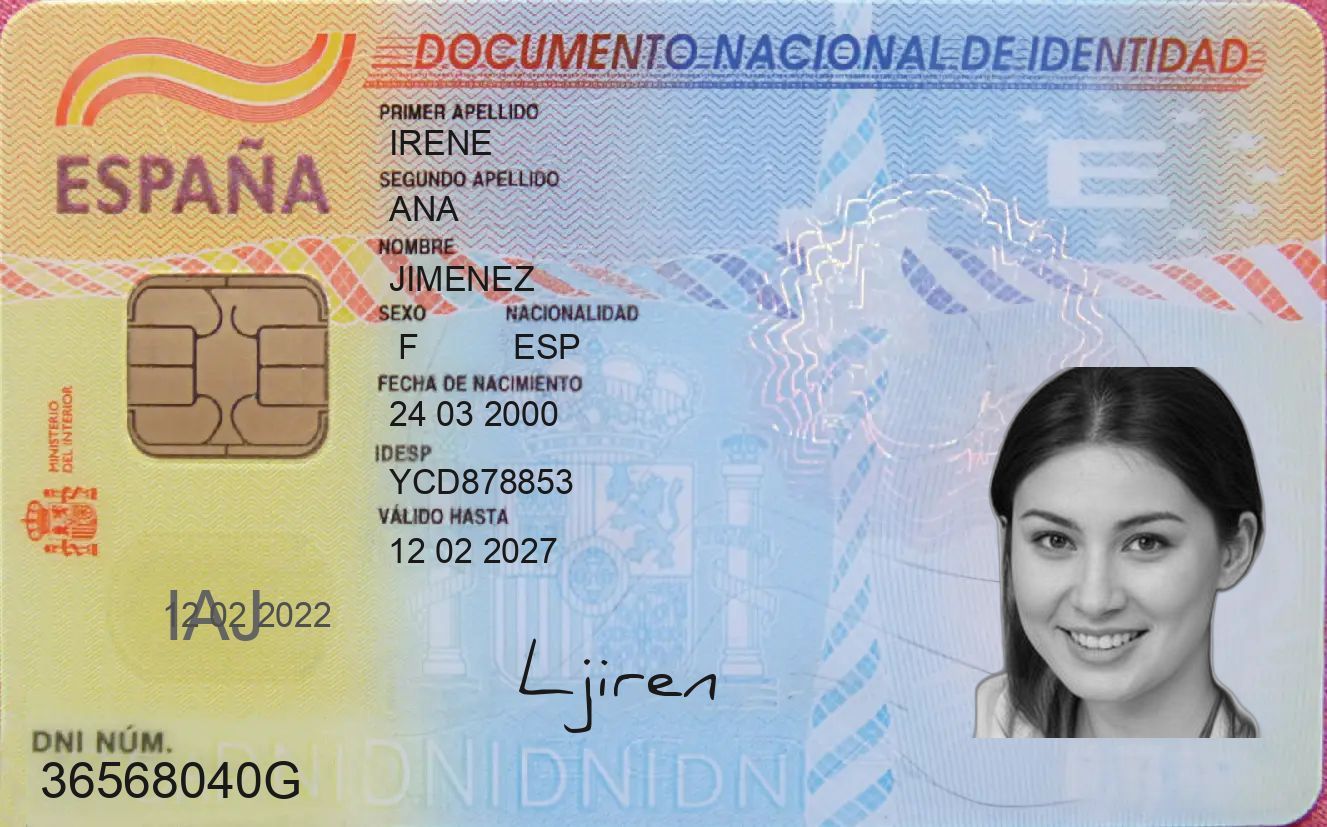 DOCUMENTO NACIONAL DE IDENTIDAD
ESPAÑA
PRIMER APELLIDO
IRENE
SEGUNDO APELLIDO
ANA
NOMBRE
JIMENEZ
SEXO NACIONALIDAD
F ESP
FECHA DE NACIMIENTO
24 03 2000
IDESP
YCD878853
VÁLIDO HASTA
12 02 2027
MINISTERIO
DEL INTERIOR
E
IAJ
12 02 2022
Ljiren
DNI NÚM.
36568040G
DNIDNIDNIDNI